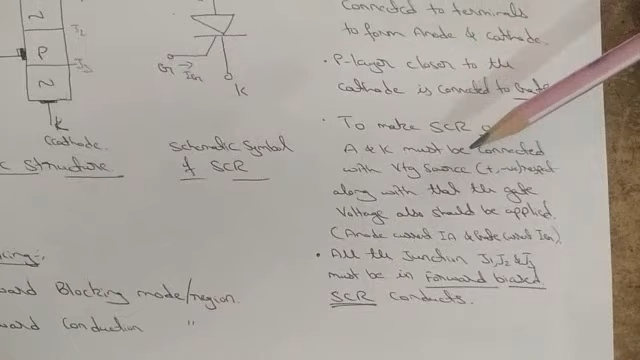 N
J2
P
J3
N
K
Cathode.
Structure
G
IG
K
Schematic Symbol
of SCR
Connected to terminals
to form Anode & cathode.
• P-layer closer to the
cathode is connected to Gate
• To make SCR
A & K must be connected
with Vtg source (+, -ve)
along with that the gate
Voltage also should be applied.
(Anode current IA & Gate current IG).
• All the Junction J1, J2 & J3
must be in forward biased.
SCR conducts.
Blocking mode/region.
Conduction "